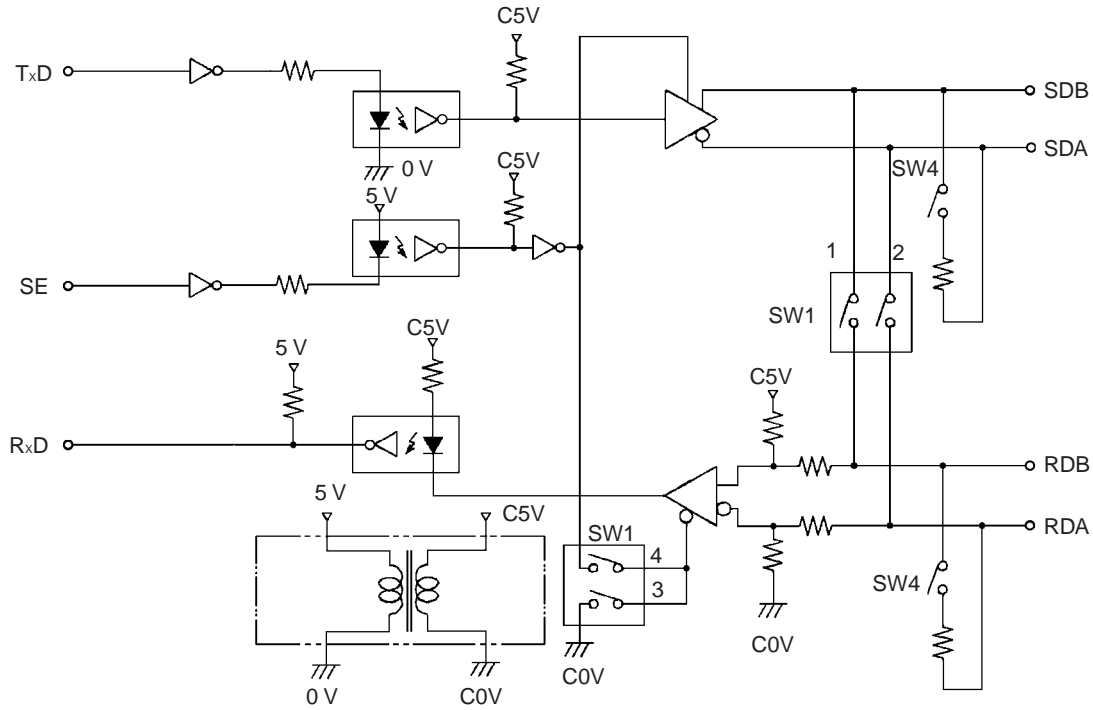 C5V
TxD
SDB
0 V
SDA
C5V
SW4
5 V
1
2
SE
SW1
C5V
5 V
C5V
RxD
RDB
5 V
C5V
SW1
RDA
4
3
SW4
C0V
C0V
0 V
C0V